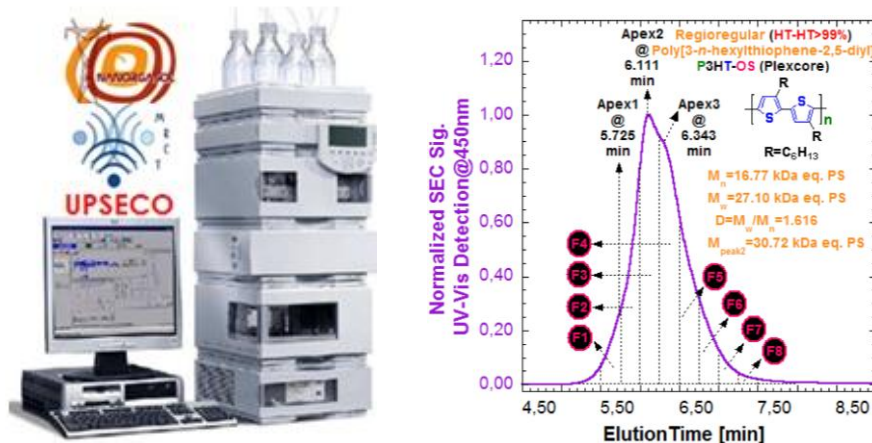 NANORGASOL
M
R
C
T
UPSECO
Normalized SEC Sig.
UV-Vis Detection@450nm
1,20
1,00
0,80
0,60
0,40
0,20
0,00
4,50
5,50
6,50
7,50
8,50
ElutionTime [min]
Apex2
@
6.111
min
Apex1
@
5.725
min
Apex3
@
6.343
min
Regioregular (HT-HT>99%)
Poly[3-n-hexylthiophene-2,5-diyl]
P3HT-OS (Plexcore)
R
S
S
n
R
R=C6H13
Mn=16.77 kDa eq. PS
Mw=27.10 kDa eq. PS
D=Mw/Mn=1.616
Mpeak2=30.72 kDa eq. PS
F4
F3
F2
F1
F5
F6
F7
F8